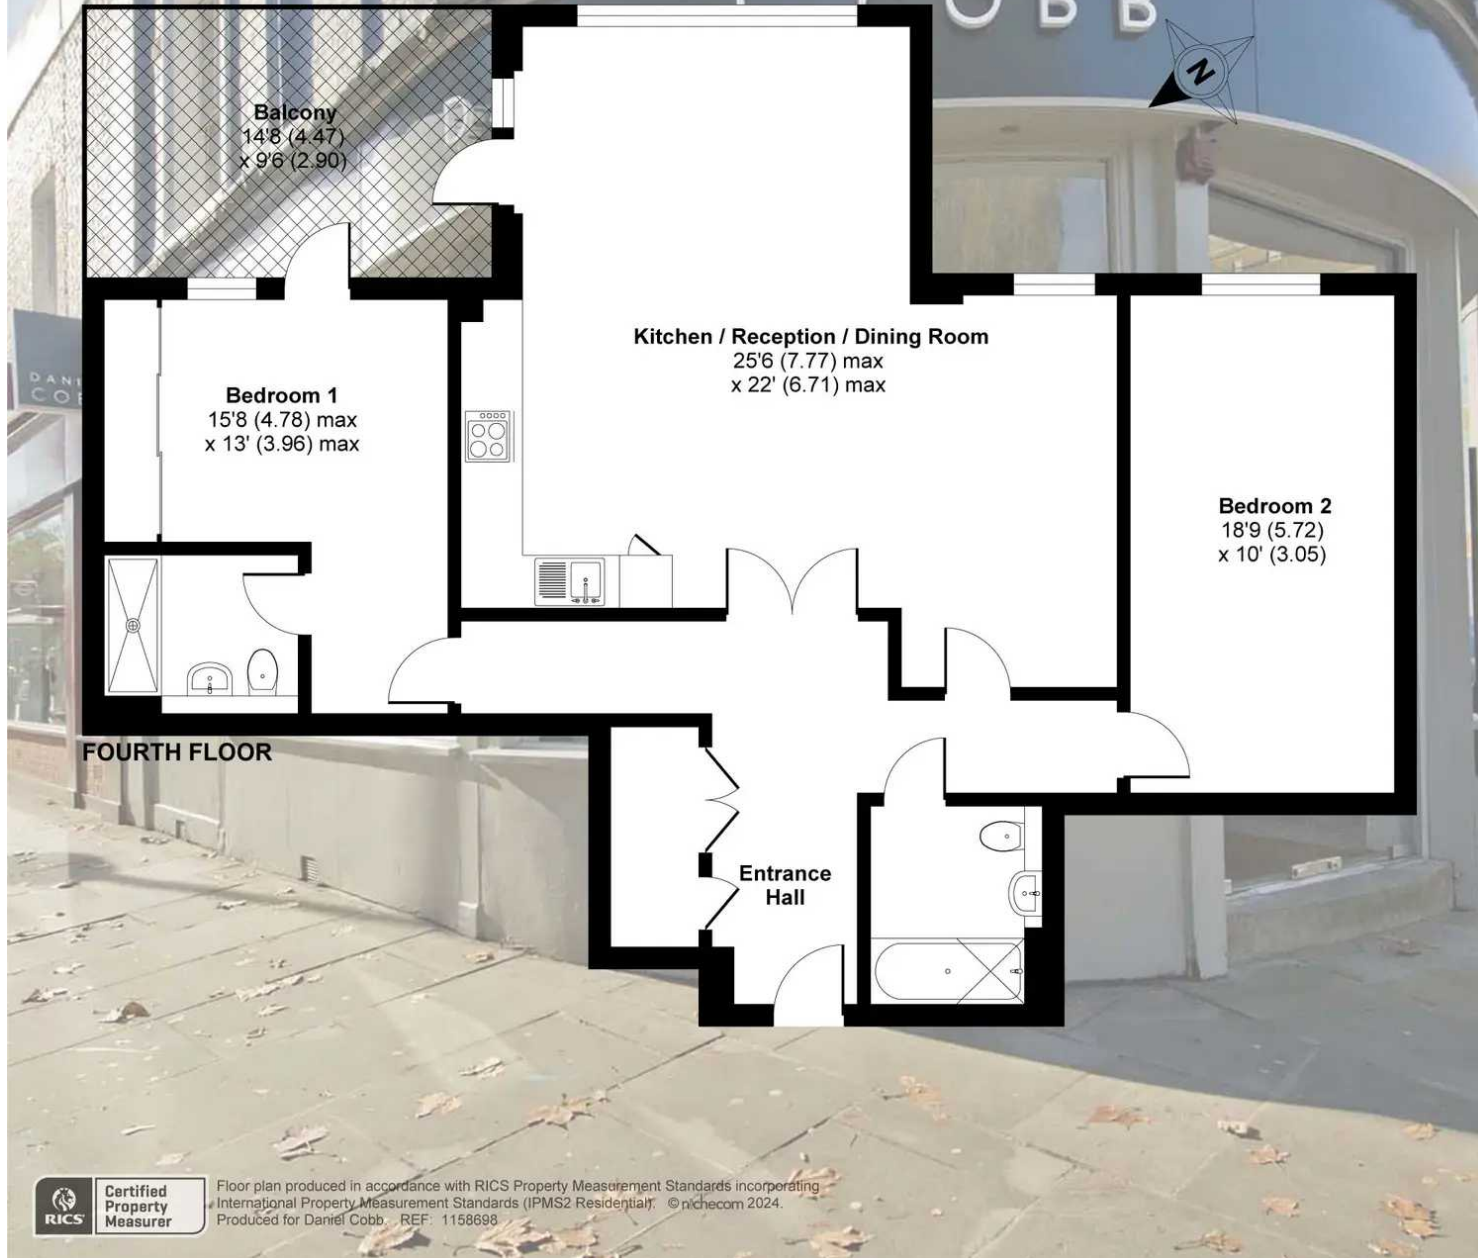 OBB
N
Balcony
14'8 (4.47)
x 9'6 (2.90)
Kitchen / Reception / Dining Room
25'6 (7.77) max
x 22' (6.71) max
DANI
COB
Bedroom 1
15'8 (4.78) max
x 13' (3.96) max
Bedroom 2
18'9 (5.72)
x 10' (3.05)
FOURTH FLOOR
Entrance
Hall
RICS
Certified
Property
Measurer
Floor plan produced in accordance with RICS Property Measurement Standards incorporating
International Property Measurement Standards (IPMS2 Residential). © nichecom 2024.
Produced for Daniel Cobb. REF: 1158698